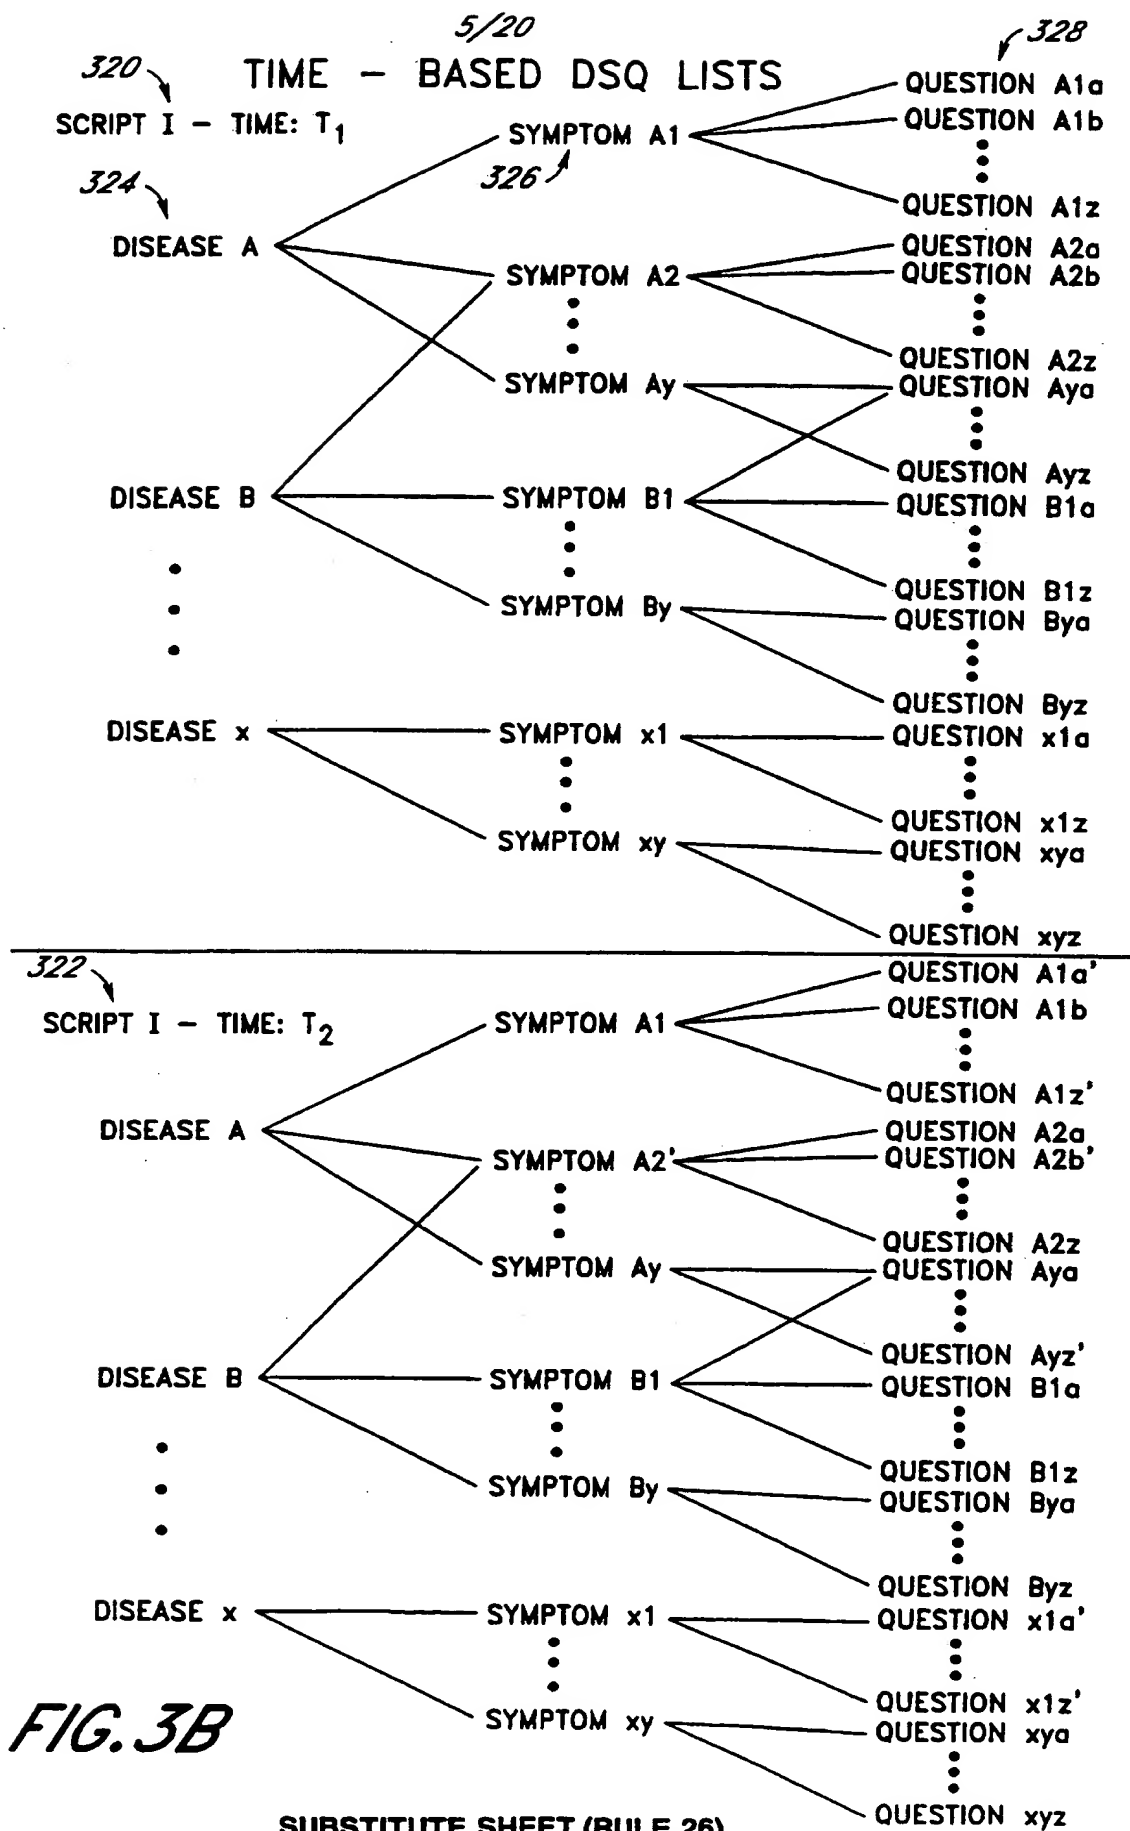 5/20
320
TIME - BASED DSQ LISTS
328
SCRIPT I - TIME: T1
SYMPTOM A1
326
QUESTION A1a
QUESTION A1b
QUESTION A1z
324
DISEASE A
SYMPTOM A2
QUESTION A2a
QUESTION A2b
QUESTION A2z
SYMPTOM Ay
QUESTION Aya
QUESTION Ayz
DISEASE B
SYMPTOM B1
QUESTION B1a
QUESTION B1z
SYMPTOM By
QUESTION Bya
QUESTION Byz
DISEASE x
SYMPTOM x1
QUESTION x1a
QUESTION x1z
SYMPTOM xy
QUESTION xya
QUESTION xyz
322
SCRIPT I - TIME: T2
SYMPTOM A1
QUESTION A1a'
QUESTION A1b
QUESTION A1z'
DISEASE A
SYMPTOM A2'
QUESTION A2a
QUESTION A2b'
QUESTION A2z
SYMPTOM Ay
QUESTION Aya
QUESTION Ayz'
DISEASE B
SYMPTOM B1
QUESTION B1a
QUESTION B1z
SYMPTOM By
QUESTION Bya
QUESTION Byz
DISEASE x
SYMPTOM x1
QUESTION x1a'
QUESTION x1z'
SYMPTOM xy
QUESTION xya
QUESTION xyz
FIG. 3B
SUBSTITUTE SHEET (RULE 26)